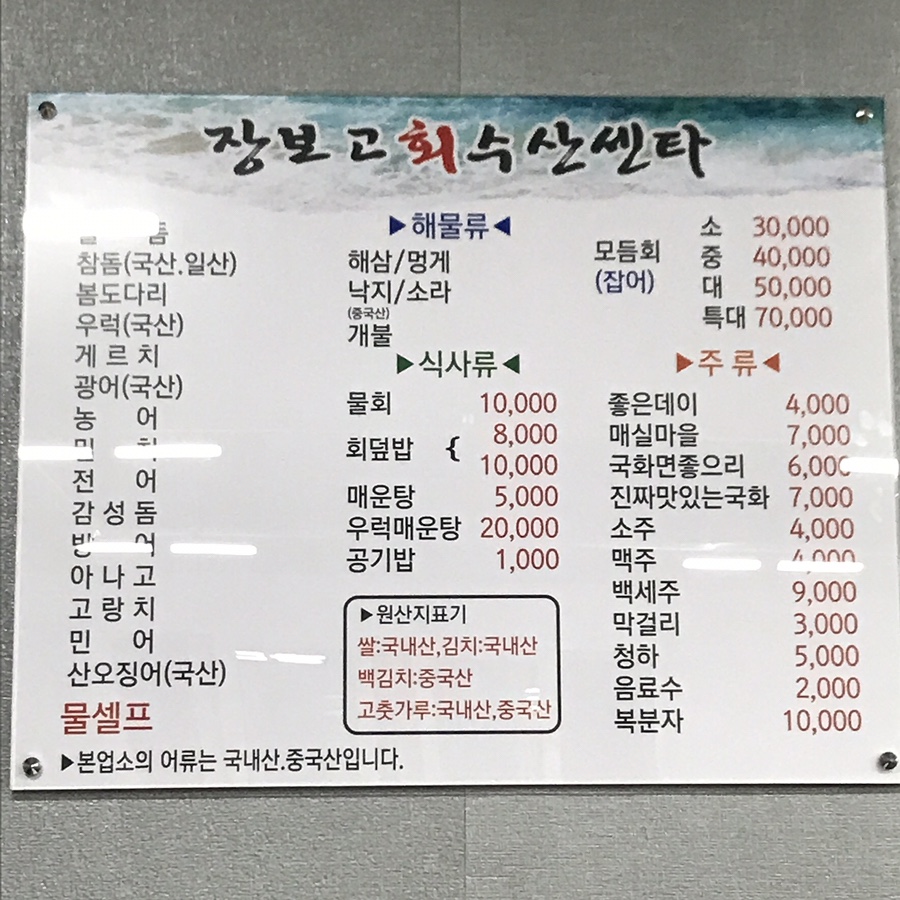 장보고회수산쎈타
돔
참돔(국산.일산)
봄도다리
우럭(국산)
게르치
광어(국산)
농 어
전 어
감성돔
방 어
아나고
고랑치
민 어
산오징어(국산)
물셀프
▶본업소의 어류는 국내산.중국산입니다.
▶해물류◀
해삼/멍게
낙지/소라
(중국산)
개불
▶식사류◀
물회 10,000
회덮밥 { 8,000
10,000
매운탕 5,000
우럭매운탕 20,000
공기밥 1,000
▶원산지표기
쌀:국내산,김치:국내산
백김치:중국산
고춧가루:국내산,중국산
모듬회
(잡어)
소 30,000
중 40,000
대 50,000
특대 70,000
▶주류◀
좋은데이 4,000
매실마을 7,000
국화면좋으리 6,000
진짜맛있는국화 7,000
소주 4,000
맥주 4,000
백세주 9,000
막걸리 3,000
청하 5,000
음료수 2,000
복분자 10,000